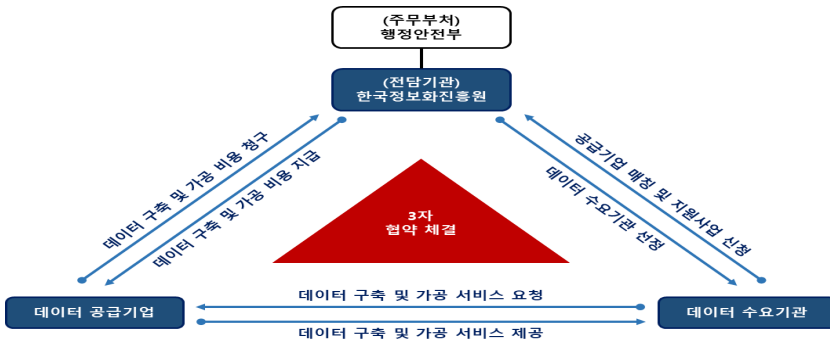 (주무부처)
행정안전부
(전담기관)
한국정보화진흥원
데이터 구축 및 가공 비용 청구
데이터 구축 및 가공 비용 지급
공급기업 매칭 및 지원사업 신청
데이터 수요기관 선정
3자
협약 체결
데이터 공급기업
데이터 구축 및 가공 서비스 요청
데이터 구축 및 가공 서비스 제공
데이터 수요기관